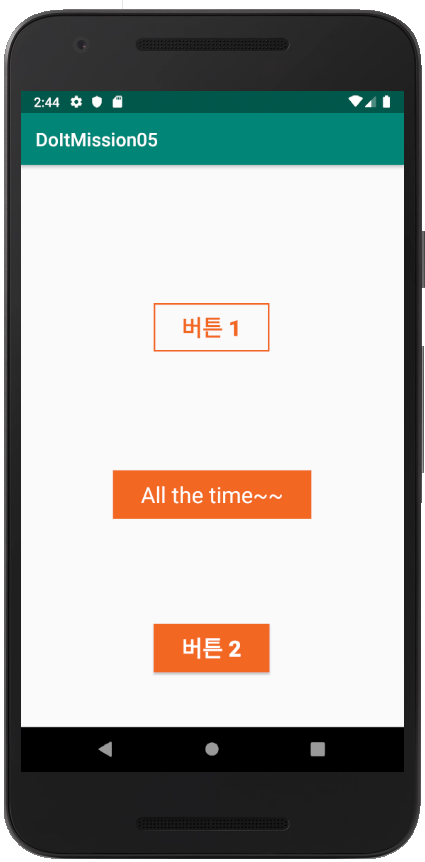 2:44
DoItMission05
버튼 1
All the time~~
버튼 2